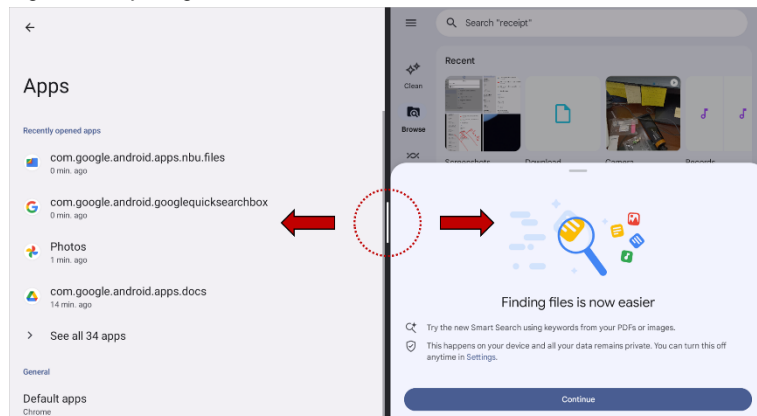 Apps
Recently opened apps
com.google.android.apps.nbu.files
0 min. ago
com.google.android.googlequicksearchbox
0 min. ago
Photos
1 min. ago
com.google.android.apps.docs
14 min. ago
See all 34 apps
General
Default apps
Chrome
Search "receipt"
Clean
Browse
Recent
Screenshots Download Camera Records
Finding files is now easier
Try the new Smart Search using keywords from your PDFs or images.
This happens on your device and all your data remains private. You can turn this off
anytime in Settings.
Continue